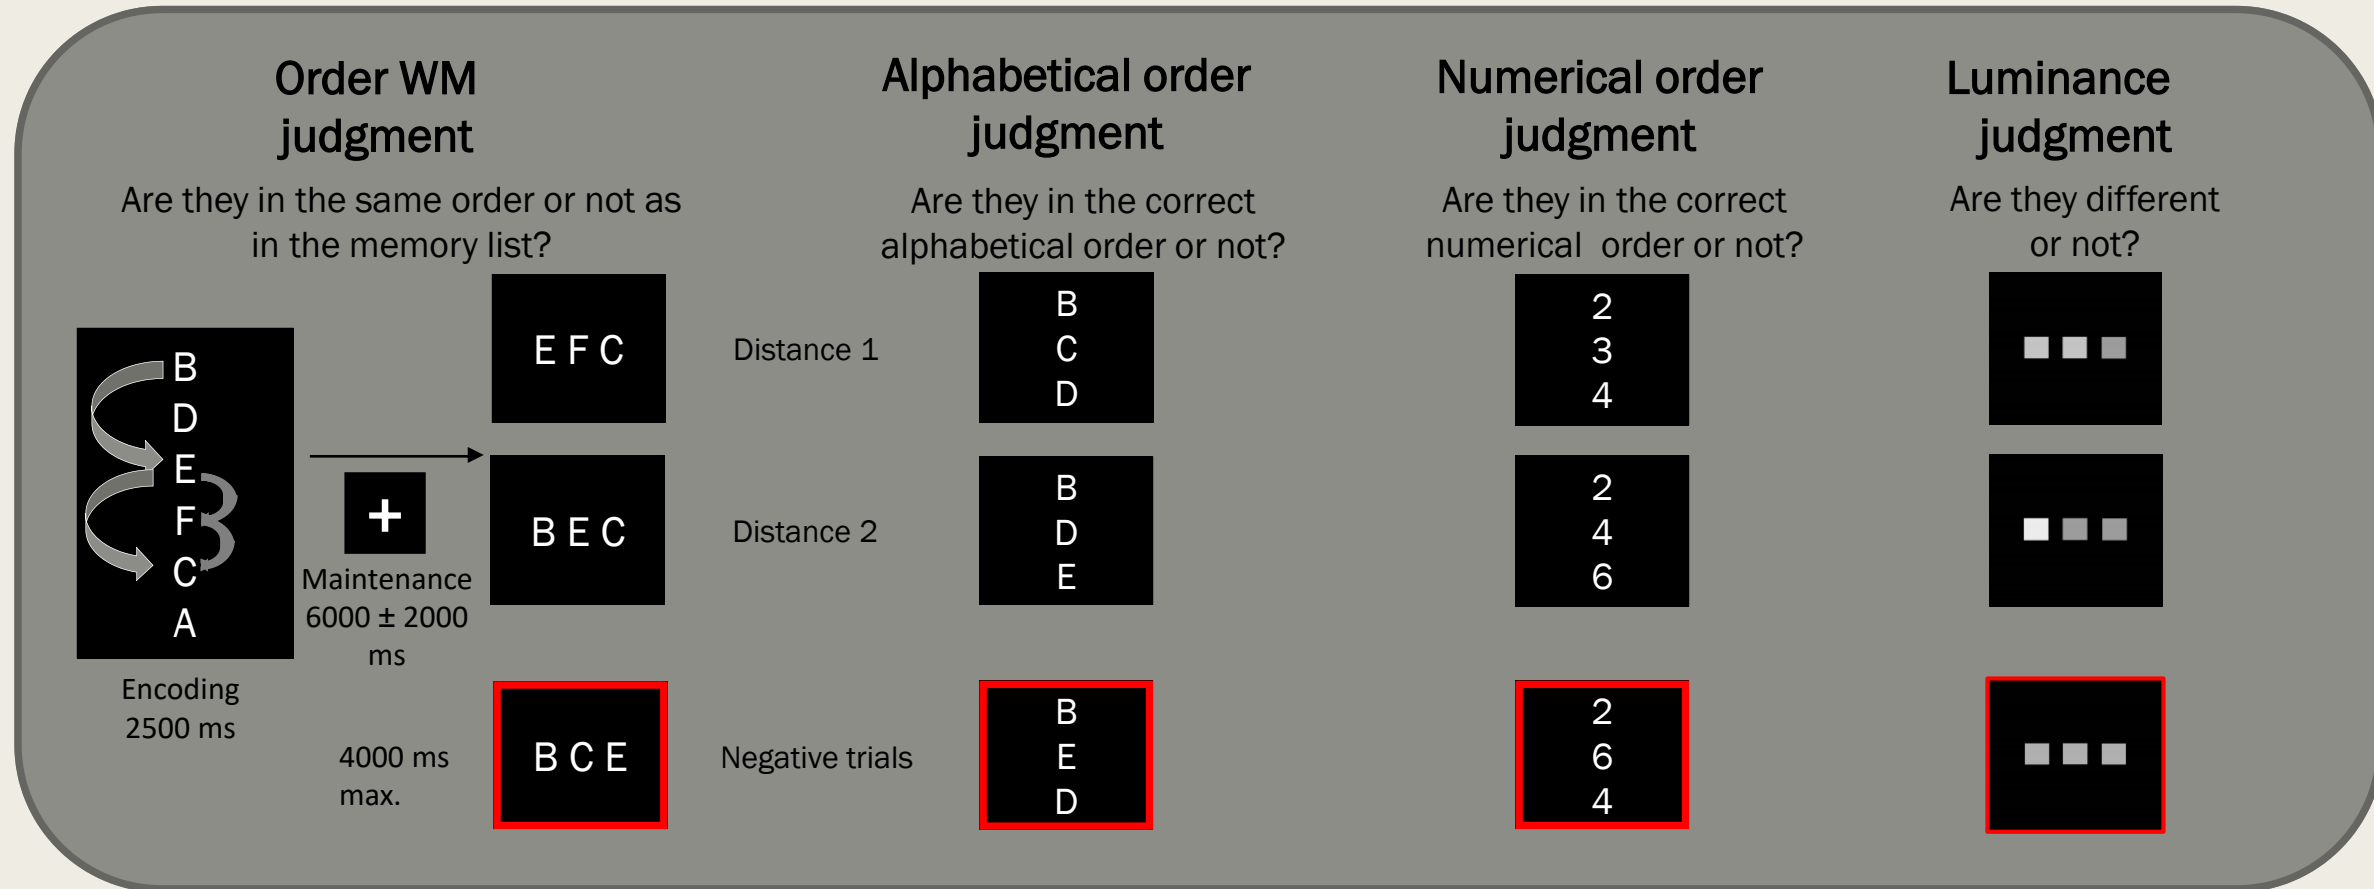 Order WM
judgment
Are they in the same order or not as
in the memory list?
B
D
E
F
C
A
Encoding
2500 ms
+
Maintenance
6000 ± 2000
ms
4000 ms
max.
E F C
B E C
B C E
Distance 1
Distance 2
Negative trials
Alphabetical order
judgment
Are they in the correct
alphabetical order or not?
B
C
D
B
D
E
B
E
D
Numerical order
judgment
Are they in the correct
numerical order or not?
2
3
4
2
4
6
2
6
4
Luminance
judgment
Are they different
or not?